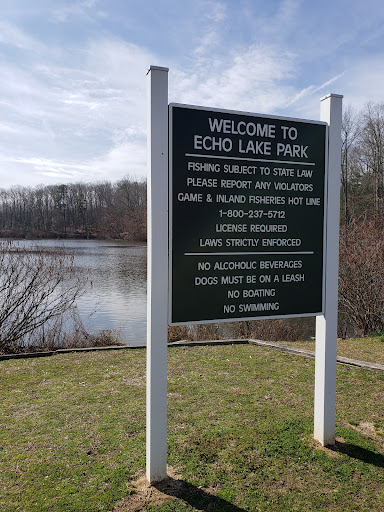 WELCOME TO
ECHO LAKE PARK
FISHING SUBJECT TO STATE LAW
PLEASE REPORT ANY VIOLATORS
GAME & INLAND FISHERIES HOT LINE
1-800-237-5712
LICENSE REQUIRED
LAWS STRICTLY ENFORCED
NO ALCOHOLIC BEVERAGES
DOGS MUST BE ON A LEASH
NO BOATING
NO SWIMMING